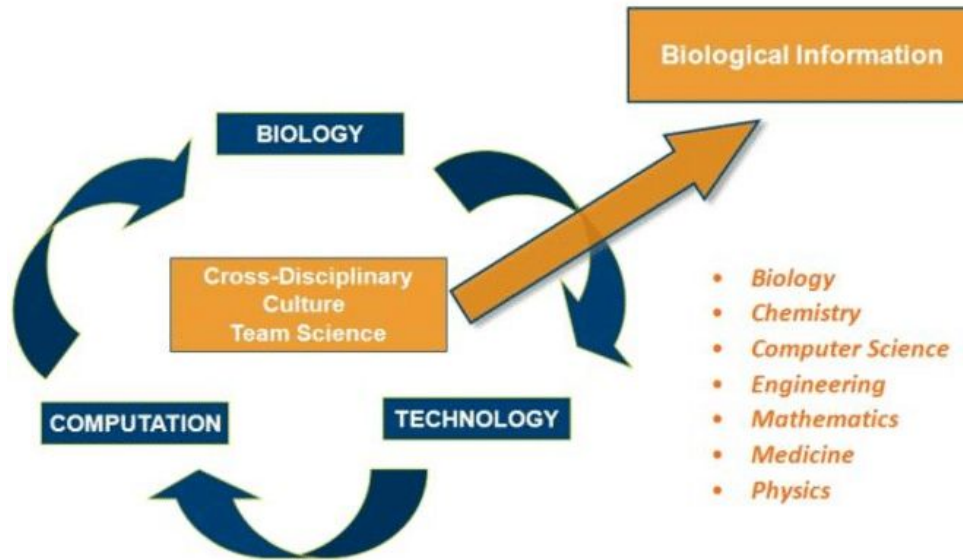 Biological Information
BIOLOGY
Cross-Disciplinary
Culture
Team Science
COMPUTATION
TECHNOLOGY
• Biology
• Chemistry
• Computer Science
• Engineering
• Mathematics
• Medicine
• Physics